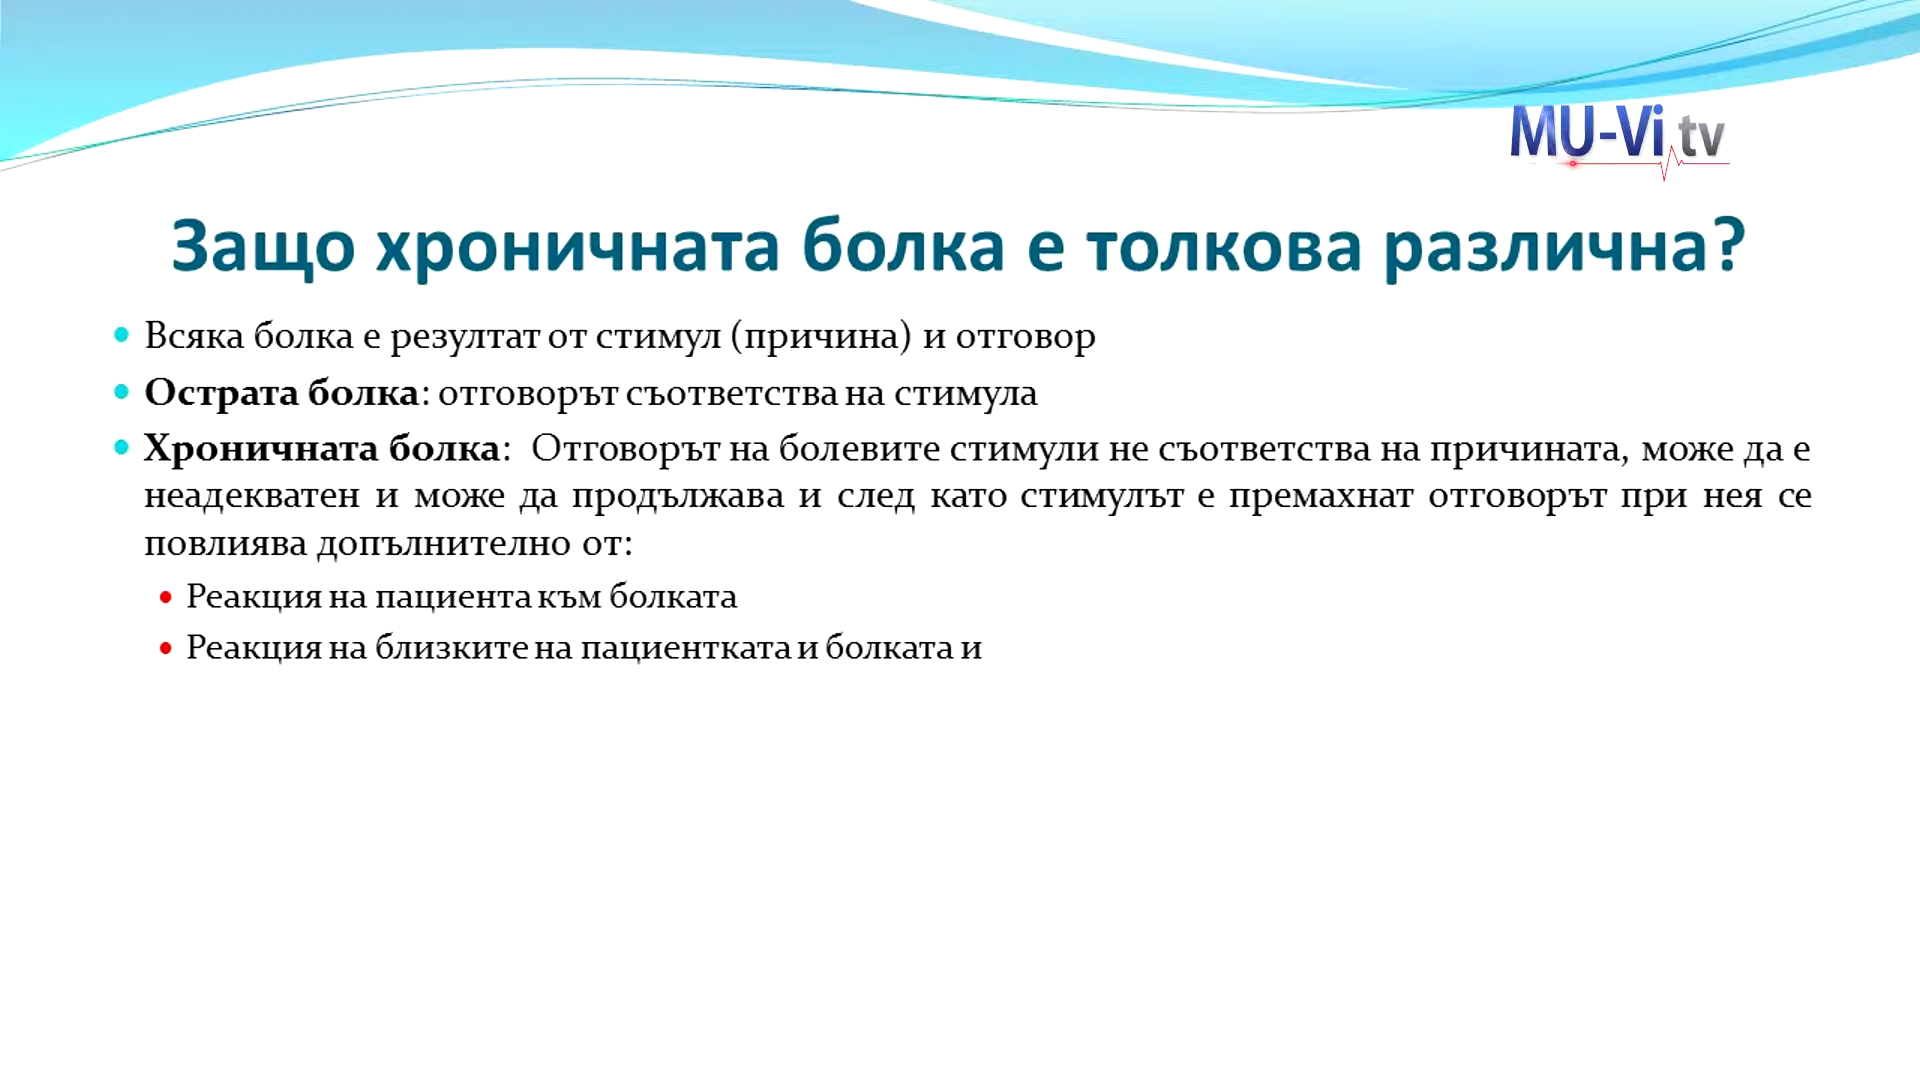 MU-Vi tv
Защо хроничната болка е толкова различна?
Всяка болка е резултат от стимул (причина) и отговор
Острата болка: отговорът съответства на стимула
Хроничната болка: Отговорът на болевите стимули не съответства на причината, може да е
неадекватен и може да продължава и след като стимулът е премахнат отговорът при нея се
повлиява допълнително от:
Реакция на пациента към болката
Реакция на близките на пациентката и болката и